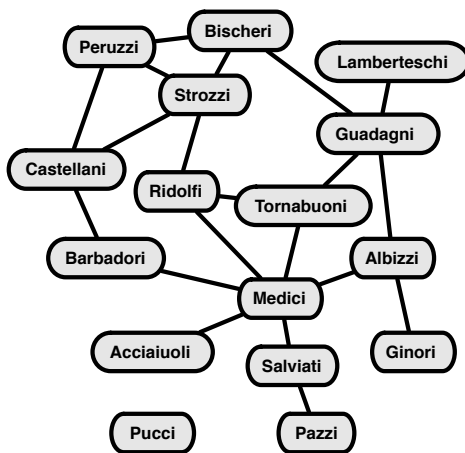 Bischeri
Peruzzi
Lamberteschi
Strozzi
Guadagni
Castellani
Ridolfi
Tornabuoni
Barbadori
Albizzi
Medici
Acciaiuoli
Salviati
Ginori
Pucci
Pazzi